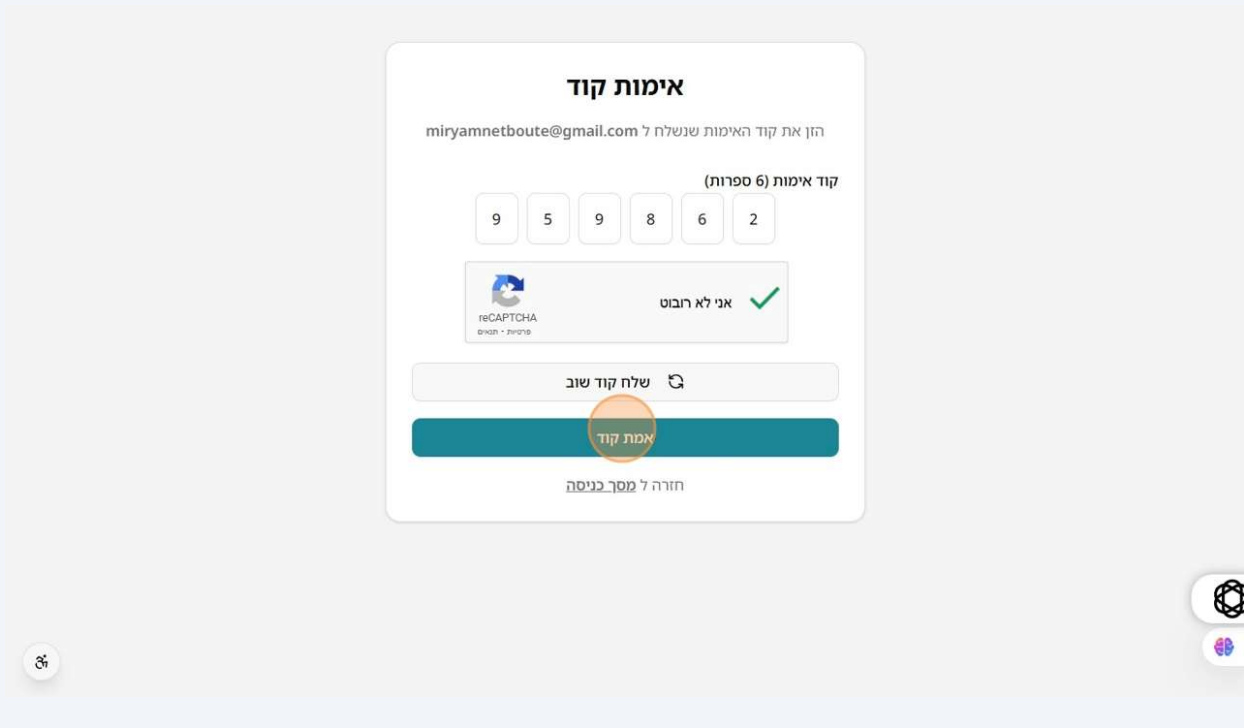 אימות קוד
הזן את קוד האימות שנשלח ל miryamnetboute@gmail.com
קוד אימות (6 ספרות)
9 5 9 8 6 2
אני לא רובוט
reCAPTCHA
פרטיות - תנאים
שלח קוד שוב
אמת קוד
חזרה ל מסך כניסה